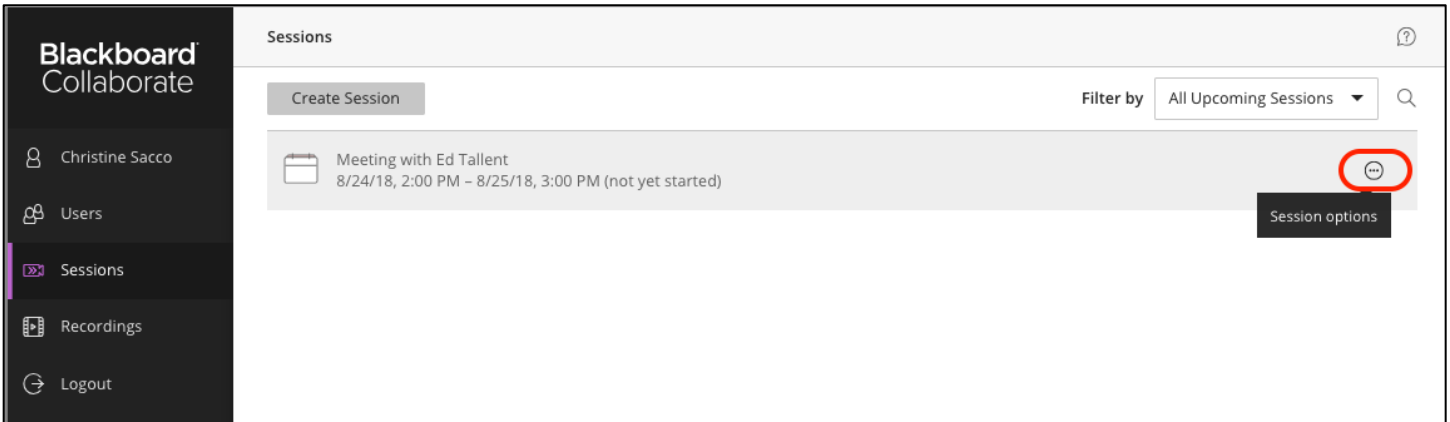 Blackboard
Collaborate
Christine Sacco
Users
Sessions
Recordings
Logout
Sessions
Create Session
Filter by All Upcoming Sessions
Meeting with Ed Tallent
8/24/18, 2:00 PM – 8/25/18, 3:00 PM (not yet started)
Session options